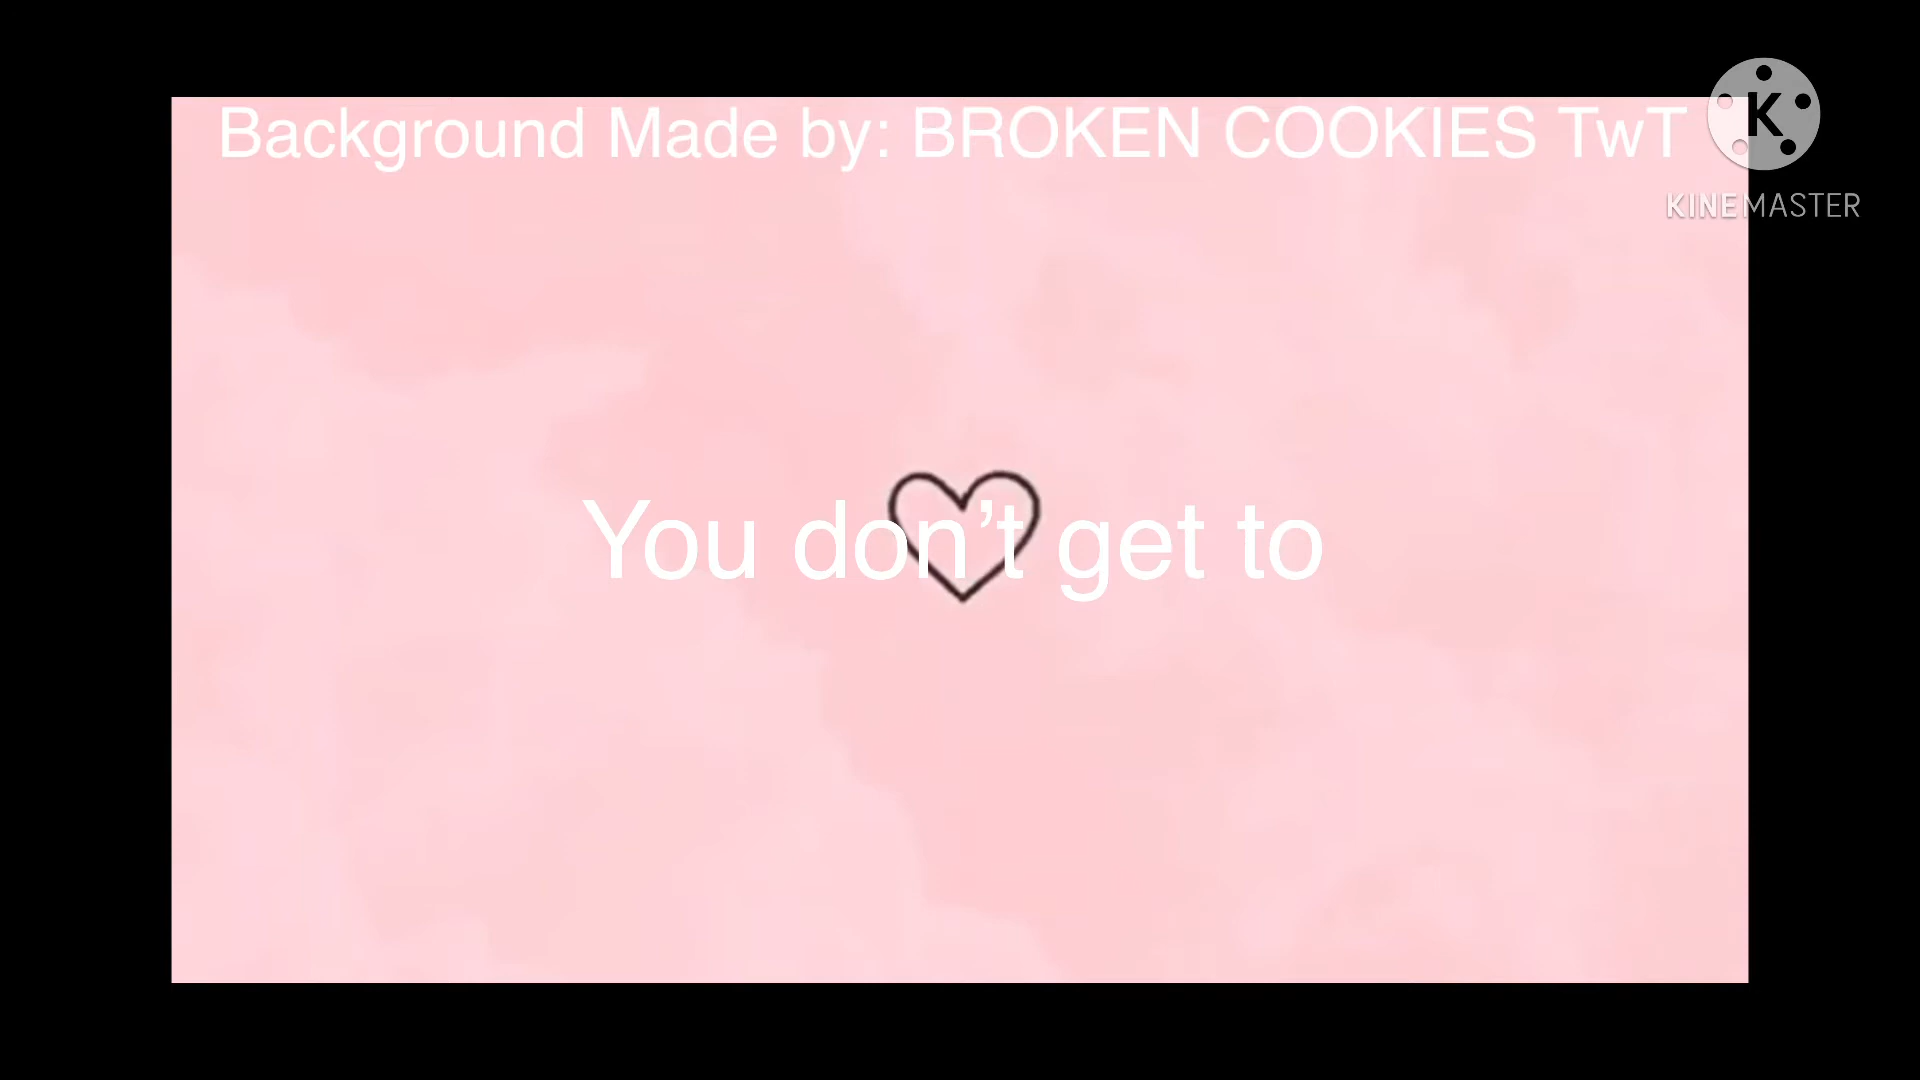 Background Made by: BROKEN COOKIES TwT
K
KINEMASTER
You don’t get to